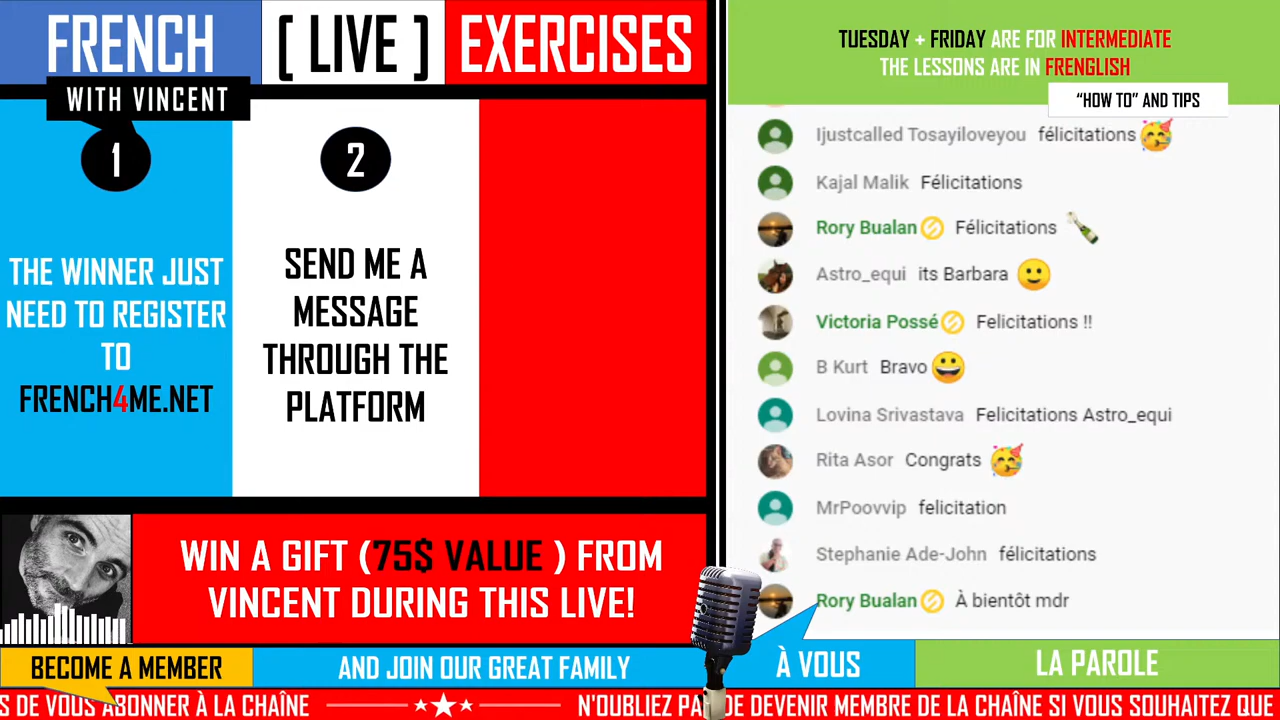 FRENCH [ LIVE ] EXERCISES
WITH VINCENT
1
THE WINNER JUST
NEED TO REGISTER
TO
FRENCH4ME.NET
2
SEND ME A
MESSAGE
THROUGH THE
PLATFORM
WIN A GIFT (75$ VALUE ) FROM
VINCENT DURING THIS LIVE!
BECOME A MEMBER
AND JOIN OUR GREAT FAMILY
TUESDAY + FRIDAY ARE FOR INTERMEDIATE
THE LESSONS ARE IN FRENGLISH
“HOW TO” AND TIPS
Ijustcalled Tosayiloveyou félicitations
Kajal Malik Félicitations
Rory Bualan Félicitations
Astro_equi its Barbara
Victoria Possé Felicitations !!
B Kurt Bravo
Lovina Srivastava Felicitations Astro_equi
Rita Asor Congrats
MrPoovvip felicitation
Stephanie Ade-John félicitations
Rory Bualan À bientôt mdr
À VOUS
LA PAROLE
S DE VOUS ABONNER À LA CHAÎNE N'OUBLIEZ PA DE DEVENIR MEMBRE DE LA CHAÎNE SI VOUS SOUHAITEZ QUE